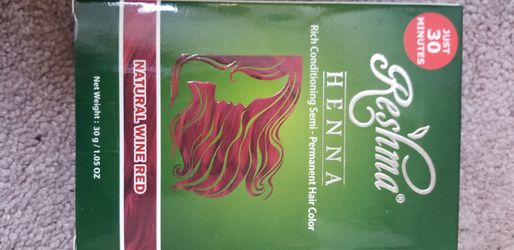 JUST
30
MINUTES
Reshma®
HENNA
Rich Conditioning Semi - Permanent Hair Color
NATURAL WINE RED
Net Weight : 30 g / 1.05 OZ